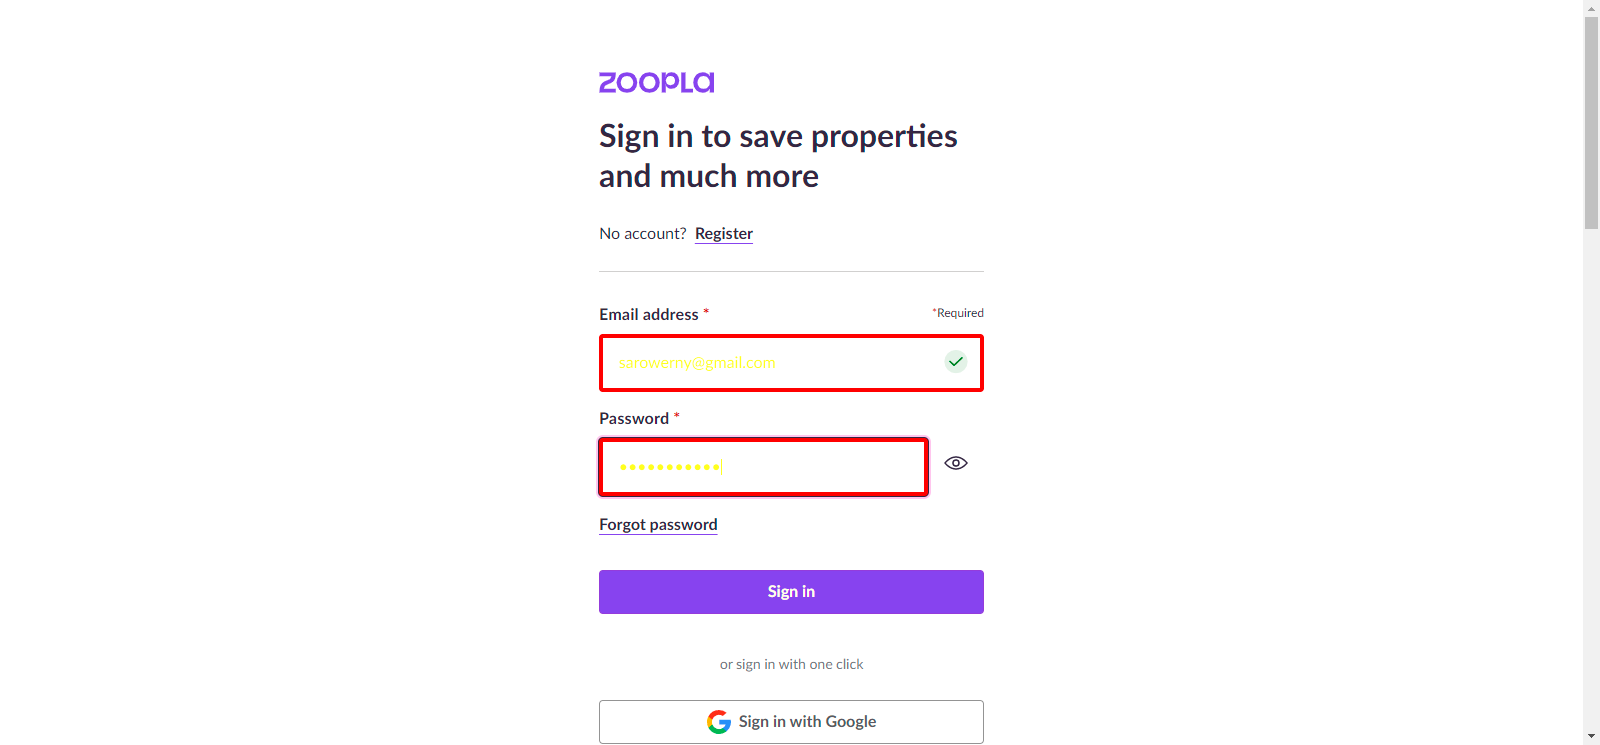 zoopla
Sign in to save properties
and much more
No account? Register
Email address *
*Required
sarowerny@gmail.com
Password *
●●●●●●●●●●●
Forgot password
Sign in
or sign in with one click
Sign in with Google